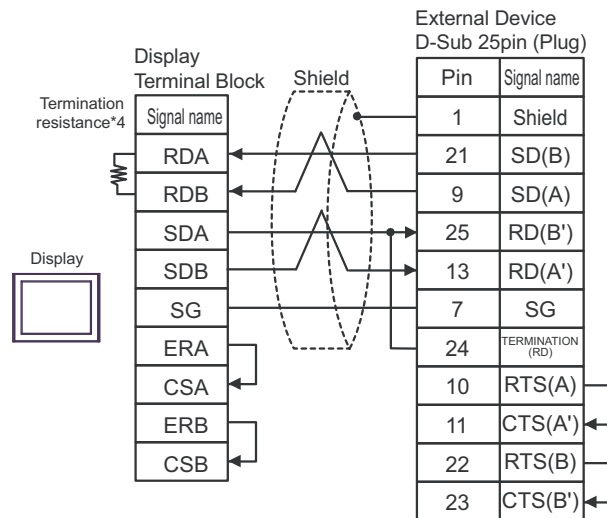 External Device
D-Sub 25pin (Plug)
Display
Terminal Block
Shield
Termination
resistance*4
Signal name
RDA
RDB
SDA
SDB
SG
ERA
CSA
ERB
CSB
Display
Pin Signal name
1 Shield
21 SD(B)
9 SD(A)
25 RD(B')
13 RD(A')
7 SG
24 TERMINATION
(RD)
10 RTS(A)
11 CTS(A')
22 RTS(B)
23 CTS(B')